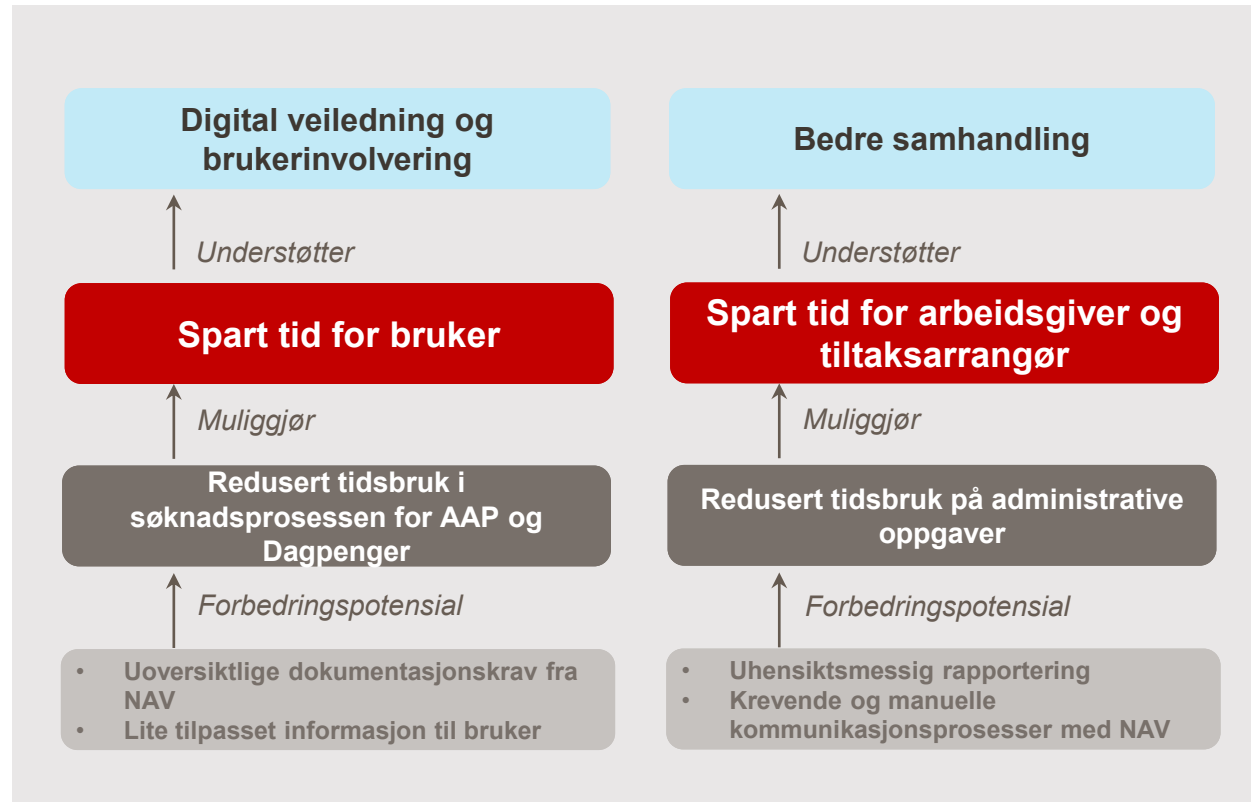 Digital veiledning og
brukerinvolvering
Understøtter
Spart tid for bruker
Muliggjør
Redusert tidsbruk i
søknadsprosessen for AAP og
Dagpenger
Forbedringspotensial
• Uoversiktlige dokumentasjonskrav fra
NAV
• Lite tilpasset informasjon til bruker
Bedre samhandling
Understøtter
Spart tid for arbeidsgiver og
tiltaksarrangør
Muliggjør
Redusert tidsbruk på administrative
oppgaver
Forbedringspotensial
• Uhensiktsmessig rapportering
• Krevende og manuelle
kommunikasjonsprosesser med NAV